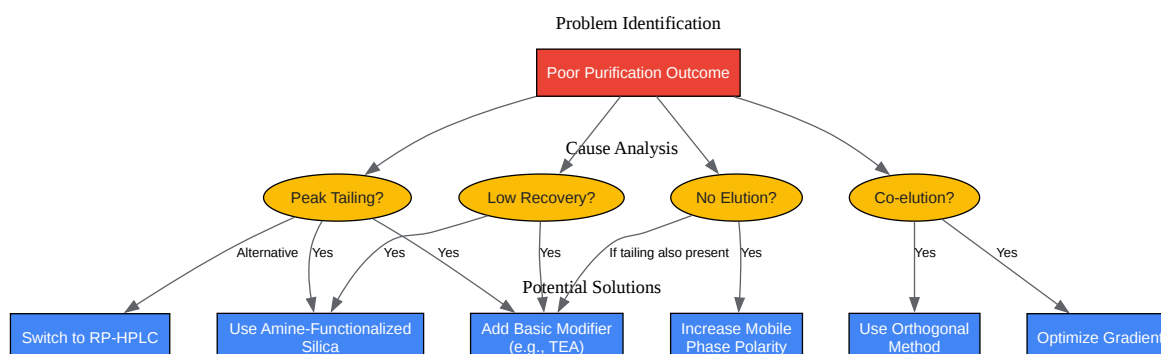 Problem Identification
Poor Purification Outcome
Cause Analysis
Peak Tailing?
Low Recovery?
No Elution?
Co-elution?
Alternative
Yes
Yes
Yes
Yes
If tailing also present
Yes
Yes
Yes
Potential Solutions
Switch to RP-HPLC
Use Amine-Functionalized
Silica
Add Basic Modifier
(e.g., TEA)
Increase Mobile
Phase Polarity
Use Orthogonal
Method
Optimize Gradient